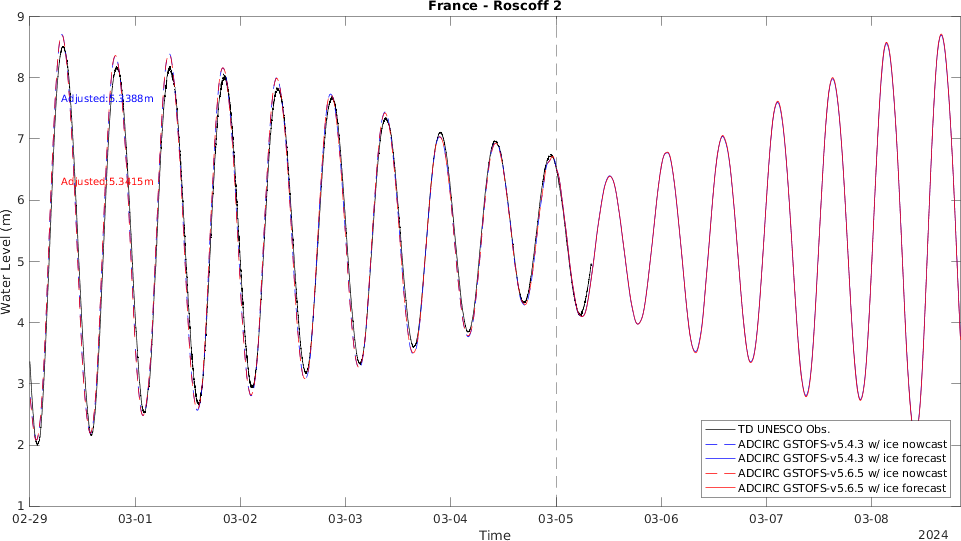 France - Roscoff 2
9
8
7
6
5
4
3
2
1
Water Level (m)
Adjusted:5.3388m
Adjusted:5.3415m
TD UNESCO Obs.
ADCIRC GSTOFS-v5.4.3 w/ ice nowcast
ADCIRC GSTOFS-v5.4.3 w/ ice forecast
ADCIRC GSTOFS-v5.6.5 w/ ice nowcast
ADCIRC GSTOFS-v5.6.5 w/ ice forecast
02-29 03-01 03-02 03-03 03-04 03-05 03-06 03-07 03-08
Time
2024